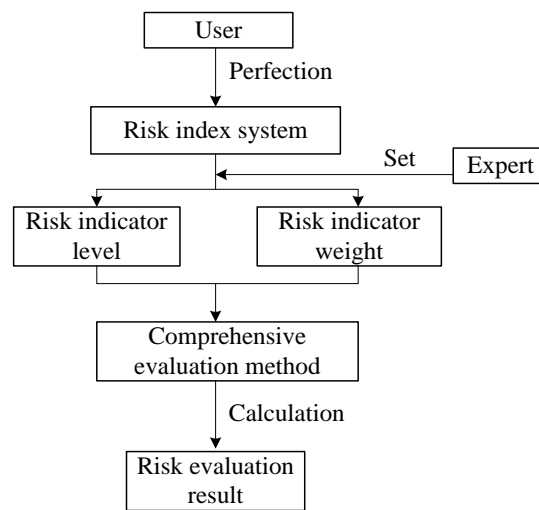 User
Perfection
Risk index system
Set
Expert
Risk indicator
level
Risk indicator
weight
Comprehensive
evaluation method
Calculation
Risk evaluation
result